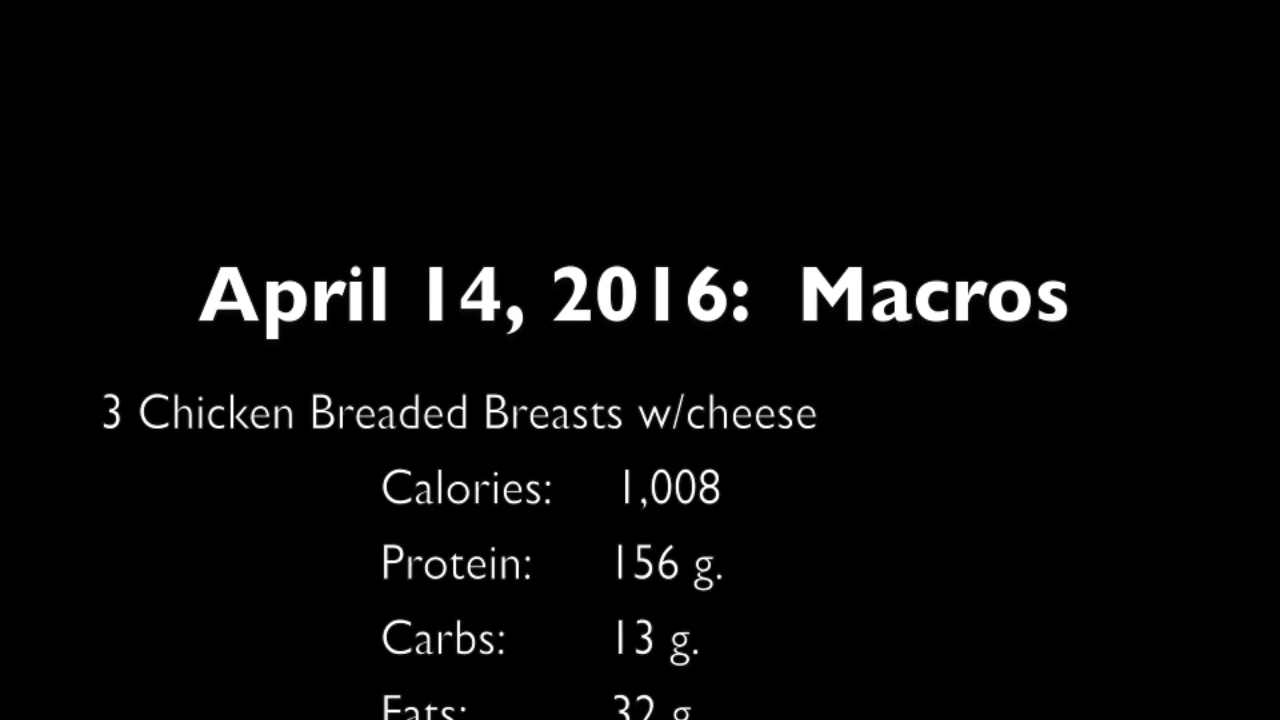 April 14, 2016: Macros
3 Chicken Breaded Breasts w/cheese
Calories: 1,008
Protein: 156 g.
Carbs: 13 g.
Fats: 32 g